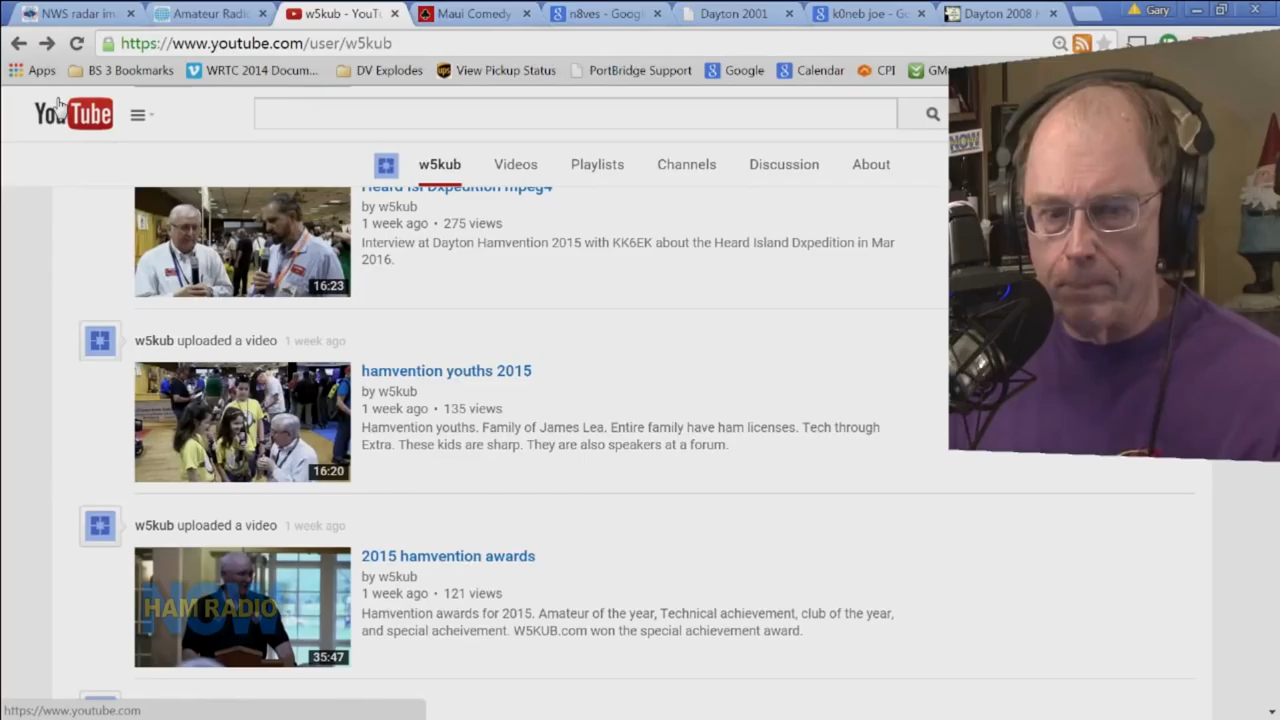 NWS radar im
Amateur Radi
w5kub - YouT
Maui Comedy
n8ves - Goog
Dayton 2001
k0neb joe - Go
Dayton 2008
Gary
https://www.youtube.com/user/w5kub
Apps
BS 3 Bookmarks
WRTC 2014 Docum...
DV Explodes
View Pickup Status
PortBridge Support
Google
Calendar
CPI
GM
YouTube
w5kub
Videos
Playlists
Channels
Discussion
About
Heard Isl Dxpedition mpeg4
by w5kub
1 week ago • 275 views
Interview at Dayton Hamvention 2015 with KK6EK about the Heard Island Dxpedition in Mar
2016.
16:23
w5kub uploaded a video 1 week ago
hamvention youths 2015
by w5kub
1 week ago • 135 views
Hamvention youths. Family of James Lea. Entire family have ham licenses. Tech through
Extra. These kids are sharp. They are also speakers at a forum.
16:20
w5kub uploaded a video 1 week ago
2015 hamvention awards
by w5kub
1 week ago • 121 views
Hamvention awards for 2015. Amateur of the year, Technical achievement, club of the year,
and special acheivement. W5KUB.com won the special achievement award.
35:47
HAM RADIO
NOW
NOW
https://www.youtube.com